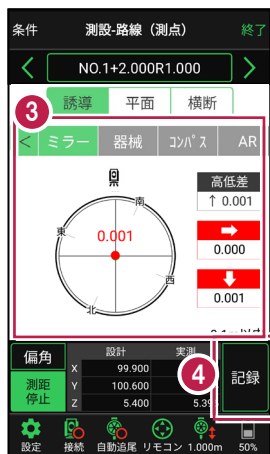 条件 測設-路線（測点） 終了
< NO.1+2.000R1.000 >
3 誘導 平面 横断
< ミラー 器械 コンパス AR
高低差
↑ 0.001
南
東
0.001
西
北
0.000
0.001
偏角 設計 実測
測距停止
X 99.900
Y 100.600
Z 5.400 5.39
4 記録
設定 接続 自動追尾 リモコン 1.000m 50%